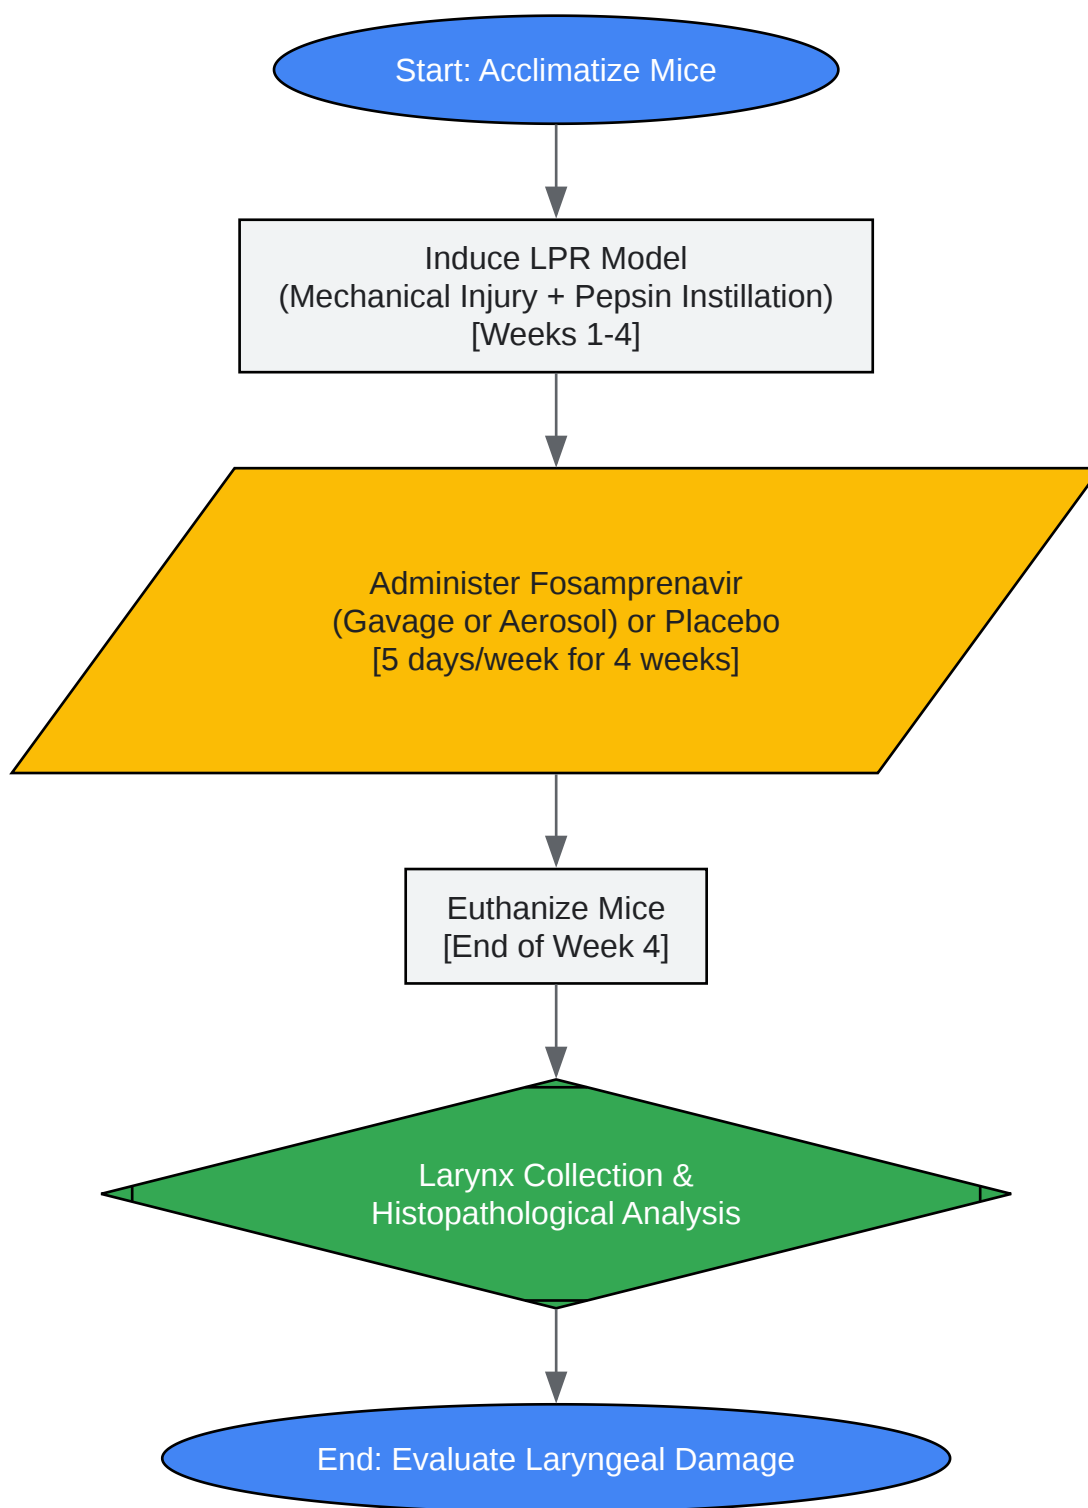 Start: Acclimatize Mice
Induce LPR Model
(Mechanical Injury + Pepsin Instillation)
[Weeks 1-4]
Administer Fosamprenavir
(Gavage or Aerosol) or Placebo
[5 days/week for 4 weeks]
Euthanize Mice
[End of Week 4]
Larynx Collection &
Histopathological Analysis
End: Evaluate Laryngeal Damage